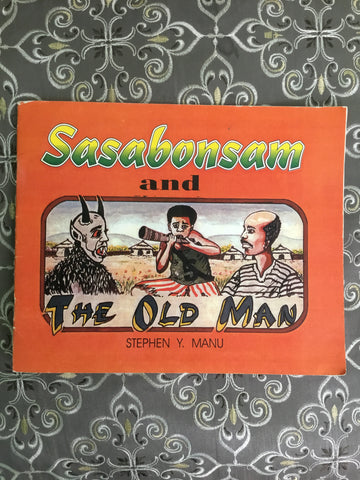 Sasabonsam
and
THE OLD MAN
STEPHEN Y. MANU